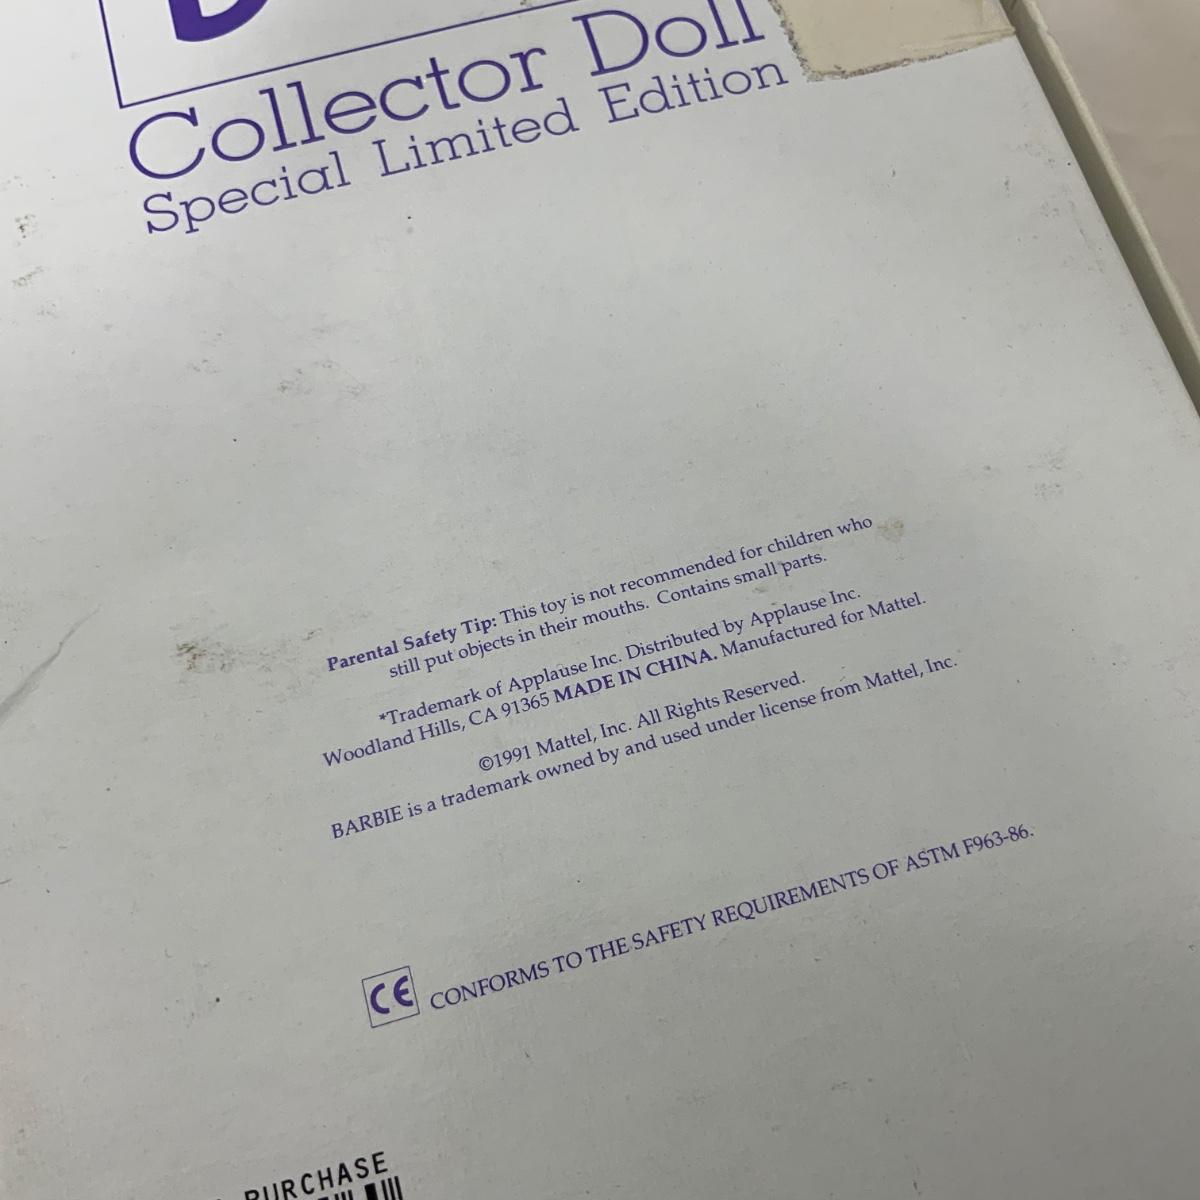 Collector Doll
Special Limited Edition
Parental Safety Tip: This toy is not recommended for children who
still put objects in their mouths. Contains small parts.
*Trademark of Applause Inc. Distributed by Applause Inc.
Woodland Hills, CA 91365 MADE IN CHINA. Manufactured for Mattel.
©1991 Mattel, Inc. All Rights Reserved.
BARBIE is a trademark owned by and used under license from Mattel, Inc.
CE CONFORMS TO THE SAFETY REQUIREMENTS OF ASTM F963-86.
PURCHASE